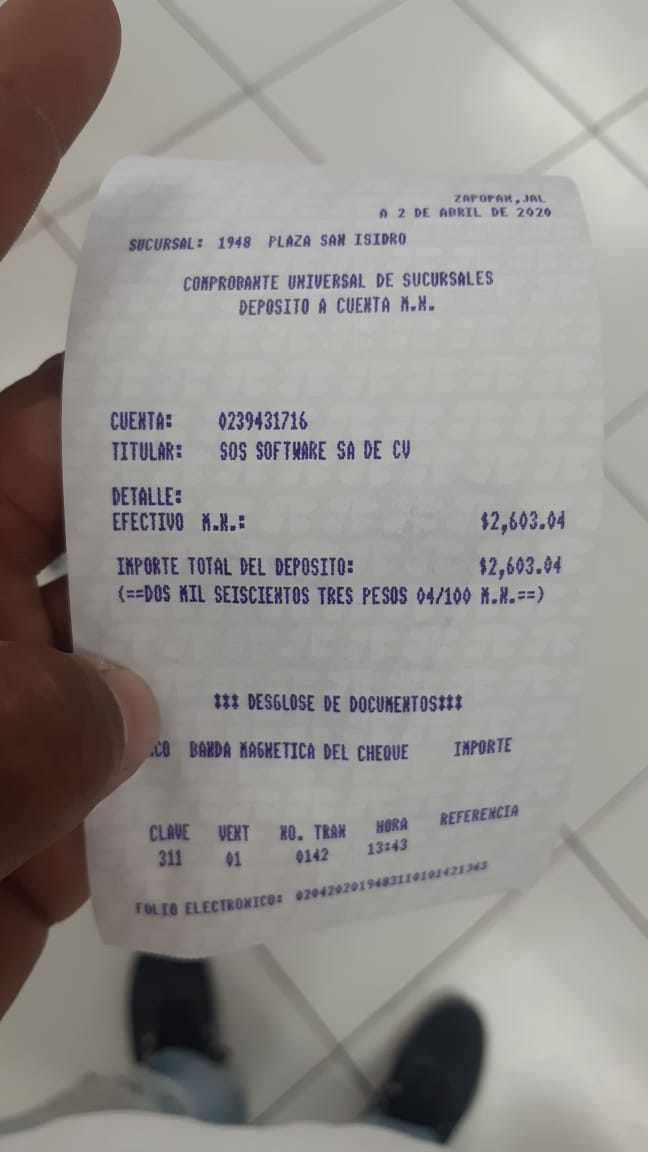 ZAPOPAN,JAL
A 2 DE ABRIL DE 2020
SUCURSAL: 1948 PLAZA SAN ISIDRO
COMPROBANTE UNIVERSAL DE SUCURSALES
DEPOSITO A CUENTA M.N.
CUENTA: 0239431716
TITULAR: SOS SOFTWARE SA DE CV
DETALLE:
EFECTIVO M.N.: $2,603.04
IMPORTE TOTAL DEL DEPOSITO: $2,603.04
(==DOS MIL SEISCIENTOS TRES PESOS 04/100 M.N.==)
*** DESGLOSE DE DOCUMENTOS***
CO BANDA MAGNETICA DEL CHEQUE IMPORTE
CLAVE VENT NO. TRAN HORA REFERENCIA
311 01 0142 13:43
FOLIO ELECTRONICO: 0204202019483110101421343